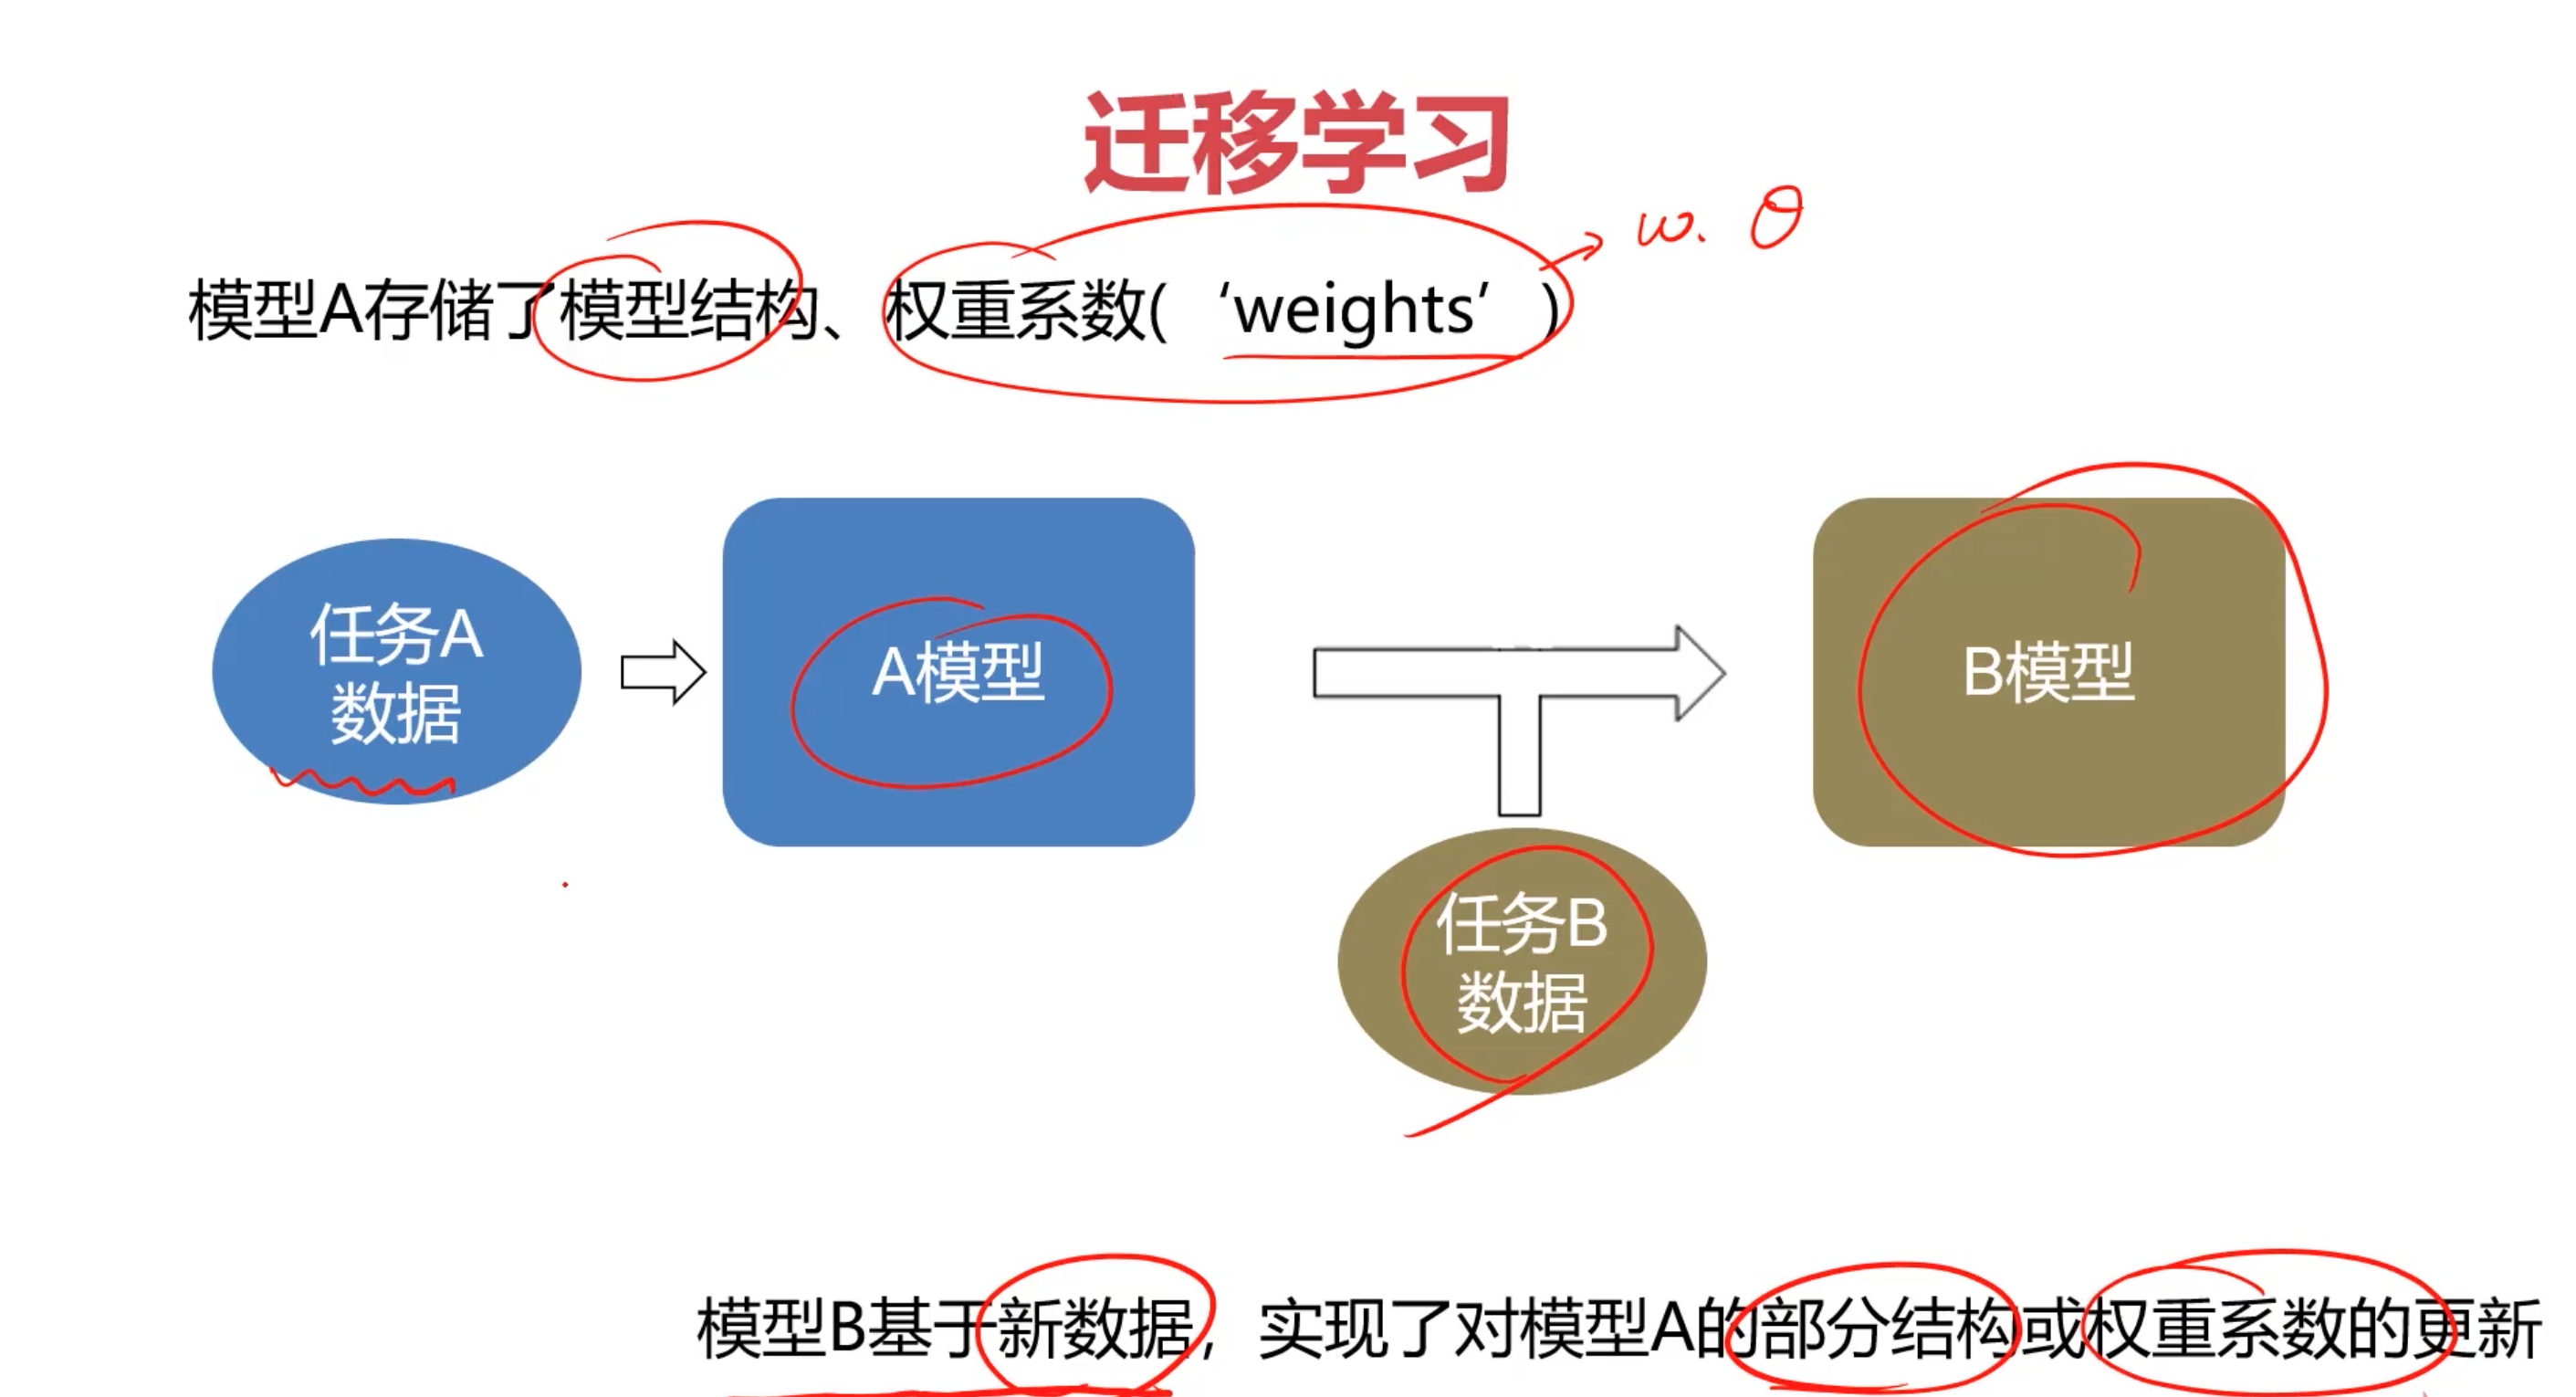 迁移学习
w. θ
模型A存储了模型结构、权重系数(‘weights’)
任务A
数据
A模型
B模型
任务B
数据
模型B基于新数据，实现了对模型A的部分结构或权重系数的更新